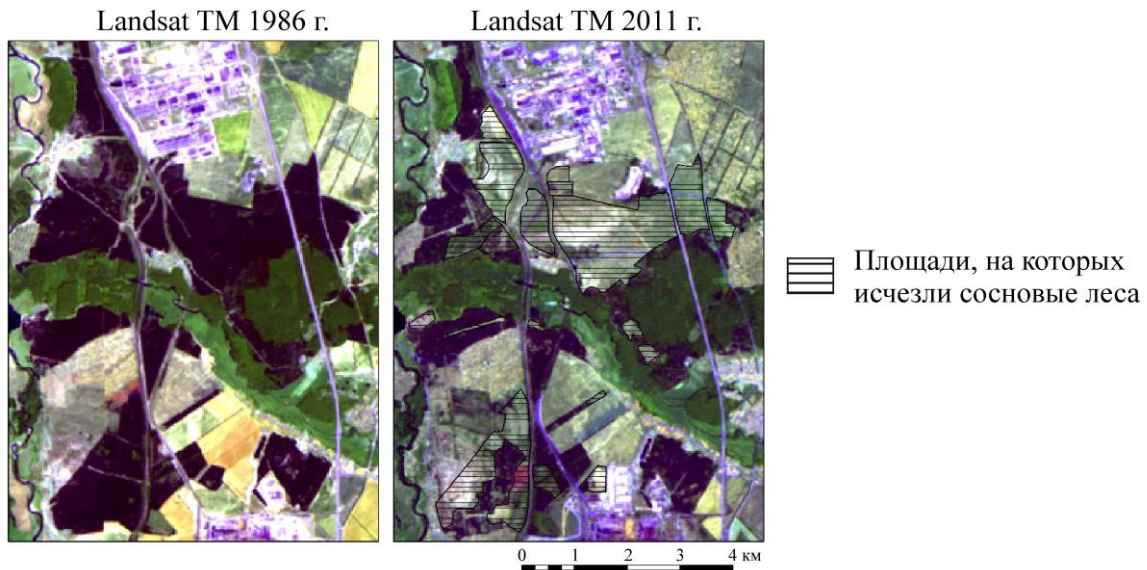 Landsat TM 1986 г.
Landsat TM 2011 г.
Площади, на которых
исчезли сосновые леса
0 1 2 3 4 км